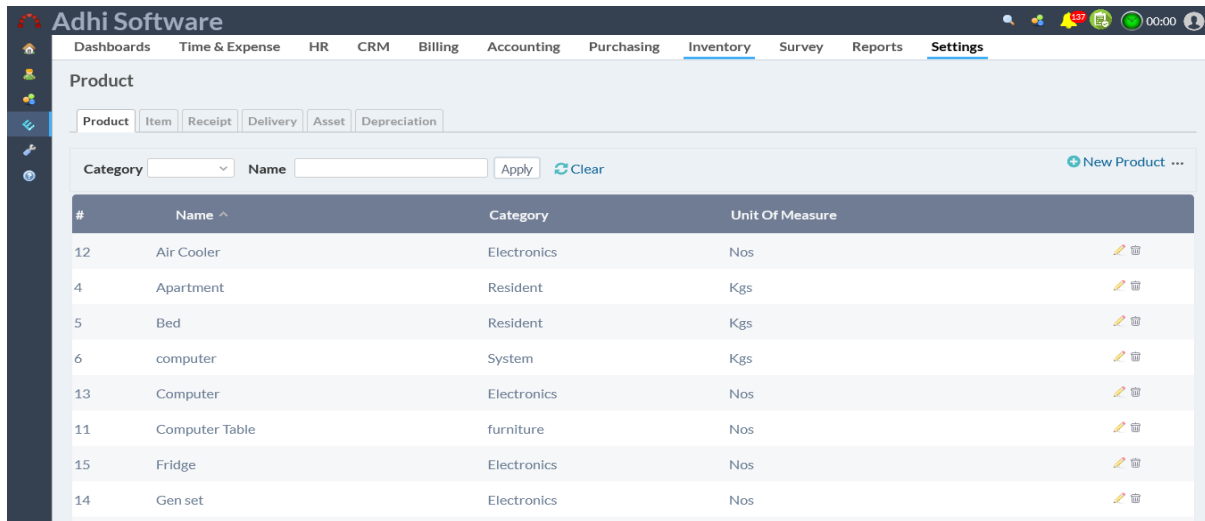 Adhi Software 137 00:00
Dashboards Time & Expense HR CRM Billing Accounting Purchasing Inventory Survey Reports Settings
Product
Product Item Receipt Delivery Asset Depreciation
Category Name Apply Clear New Product ...
# Name Category Unit Of Measure
12 Air Cooler Electronics Nos
4 Apartment Resident Kgs
5 Bed Resident Kgs
6 computer System Kgs
13 Computer Electronics Nos
11 Computer Table furniture Nos
15 Fridge Electronics Nos
14 Gen set Electronics Nos